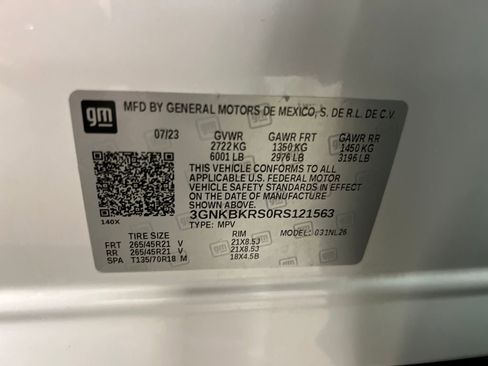 gm
MFD BY GENERAL MOTORS DE MEXICO, S. DE R.L. DE C.V.
07/23 GVWR GAWR FRT GAWR RR
2722 KG 1350 KG 1450 KG
6001 LB 2976 LB 3196 LB
THIS VEHICLE CONFORMS TO ALL
APPLICABLE U.S. FEDERAL MOTOR
VEHICLE SAFETY STANDARDS IN EFFECT
ON THE DATE OF MANUFACTURE
SHOWN ABOVE.
140X 3GNKBKRS0RS121563
TYPE: MPV MODEL: 031NL26
TIRE SIZE RIM
FRT 265/45R21 V 21X8.5J
RR 265/45R21 V 21X8.5J
SPA T135/70R18 M 18X4.5B